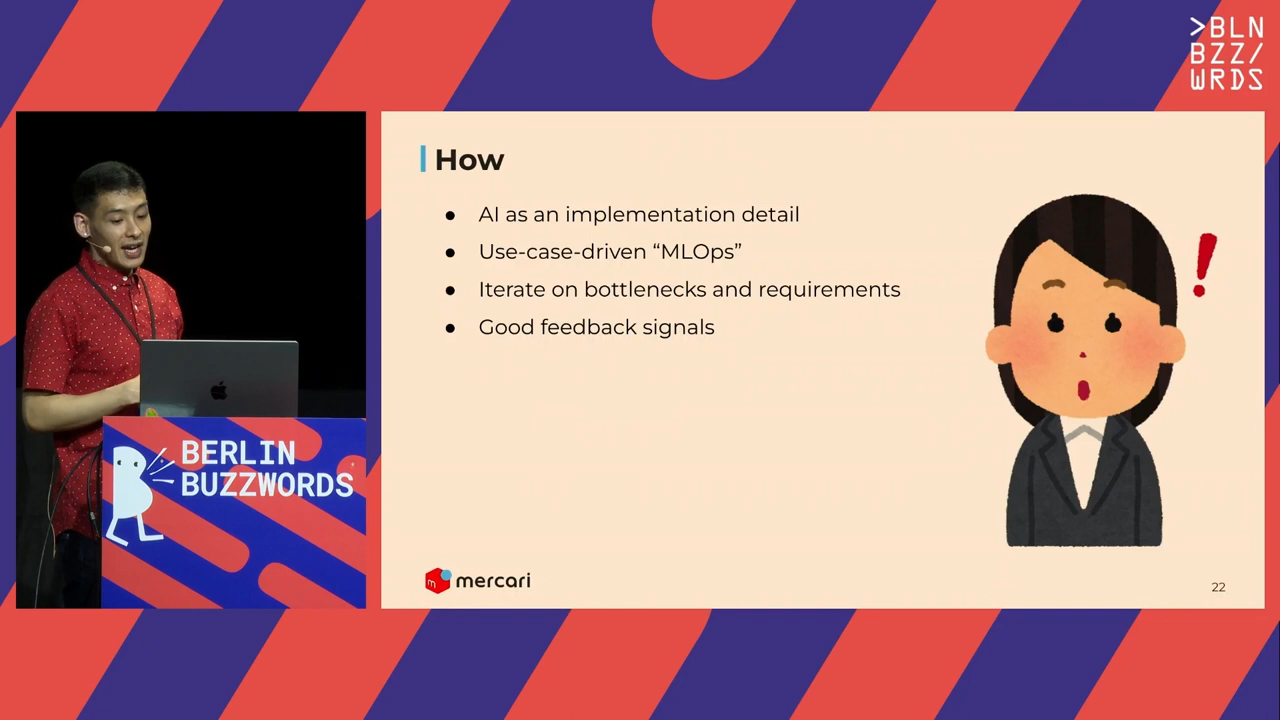 >BLN
BZZ/
WRDS
How
● AI as an implementation detail
● Use-case-driven “MLOps”
● Iterate on bottlenecks and requirements
● Good feedback signals
BERLIN
BUZZWORDS
m mercari
22